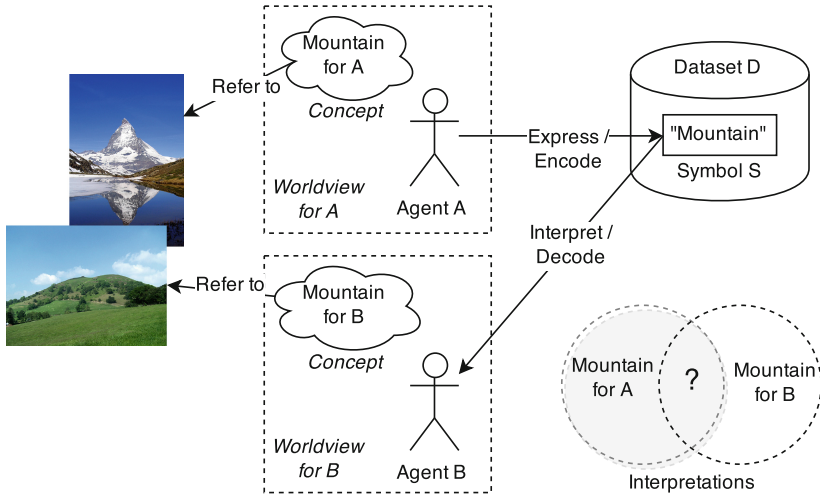 Mountain
for A
Refer to
Concept
Worldview
for A
Agent A
Express /
Encode
Dataset D
"Mountain"
Symbol S
Interpret /
Decode
Mountain
for B
Refer to
Concept
Worldview
for B
Agent B
Mountain
for A
?
Mountain
for B
Interpretations